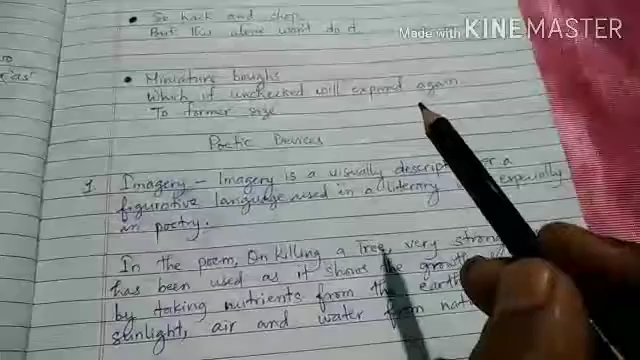 Made with KINEMASTER
• So hack and chop
But this alone wont do it
• Miniature boughs
Which if unchecked will expand again
To former size
Poetic Devices
1. Imagery – Imagery is a visually descript or a
figurative language used in a literary especially
in poetry.
In the poem, On killing a Tree, very strong
has been used as it shows the growth
by taking nutrients from the earth
sunlight, air and water from